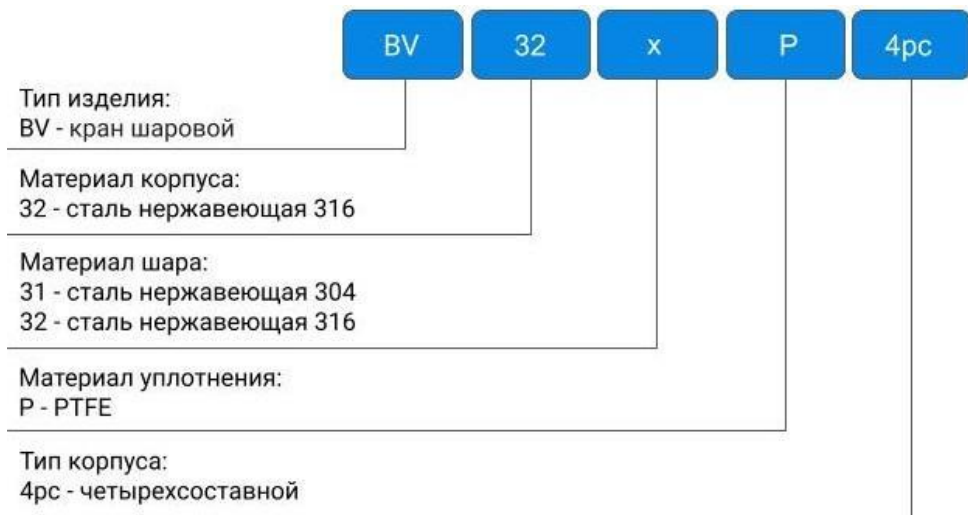 BV 32 x P 4pc
Тип изделия:
BV - кран шаровой
Материал корпуса:
32 - сталь нержавеющая 316
Материал шара:
31 - сталь нержавеющая 304
32 - сталь нержавеющая 316
Материал уплотнения:
P - PTFE
Тип корпуса:
4pc - четырехсоставной